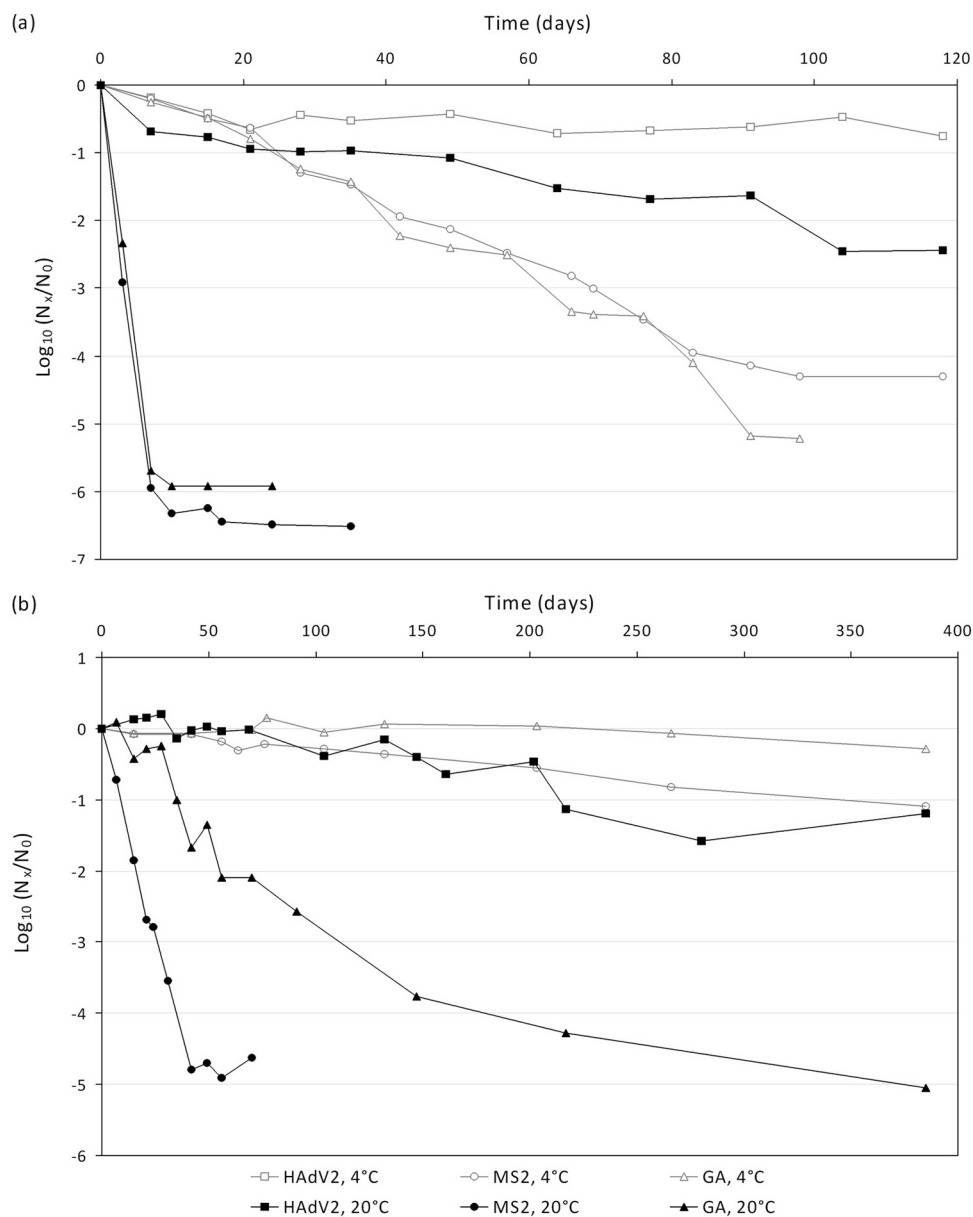 (a)
Time (days)
0 20 40 60 80 100 120
0
-1
-2
-3
-4
-5
-6
-7
Log₁₀ (Nₓ/N₀)
(b)
Time (days)
0 50 100 150 200 250 300 350 400
1
0
-1
-2
-3
-4
-5
-6
Log₁₀ (Nₓ/N₀)
HAdV2, 4°C MS2, 4°C GA, 4°C
HAdV2, 20°C MS2, 20°C GA, 20°C